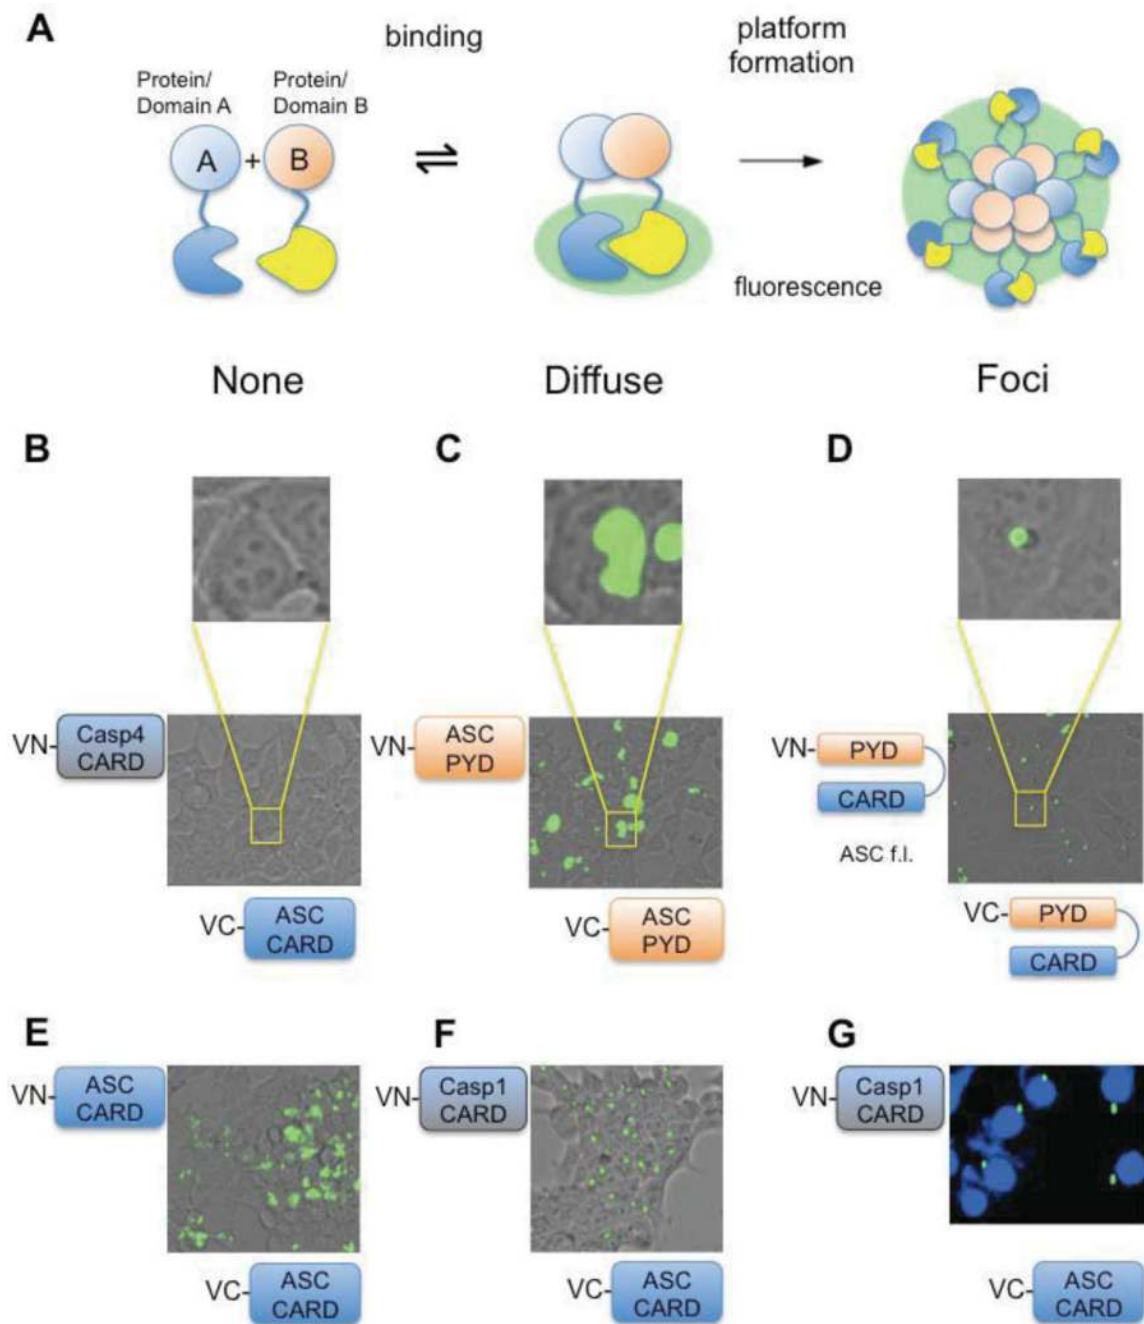 A
binding
platform
formation
Protein/
Domain A
Protein/
Domain B
A
+
B
⇌
fluorescence
None
Diffuse
Foci
B
C
D
VN-
Casp4
CARD
VC-
ASC
CARD
VN-
ASC
PYD
VC-
ASC
PYD
VN-
PYD
CARD
ASC f.l.
VC-
PYD
CARD
E
F
G
VN-
ASC
CARD
VC-
ASC
CARD
VN-
Casp1
CARD
VC-
ASC
CARD
VN-
Casp1
CARD
VC-
ASC
CARD